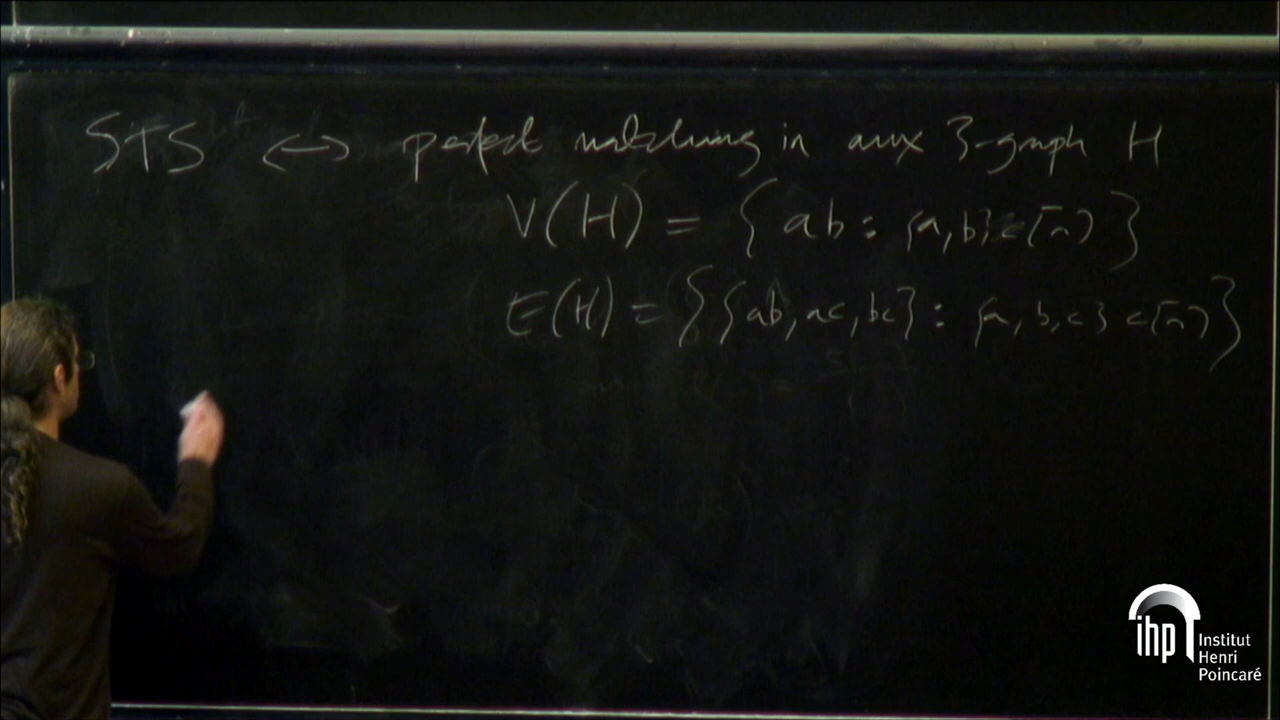 STS ↔ perfect matching in aux 3-graph H
V(H) = { ab : {a,b} ⊂ [n] }
E(H) = { {ab, ac, bc} : {a,b,c} ⊂ [n] }
ihp Institut
Henri
Poincaré